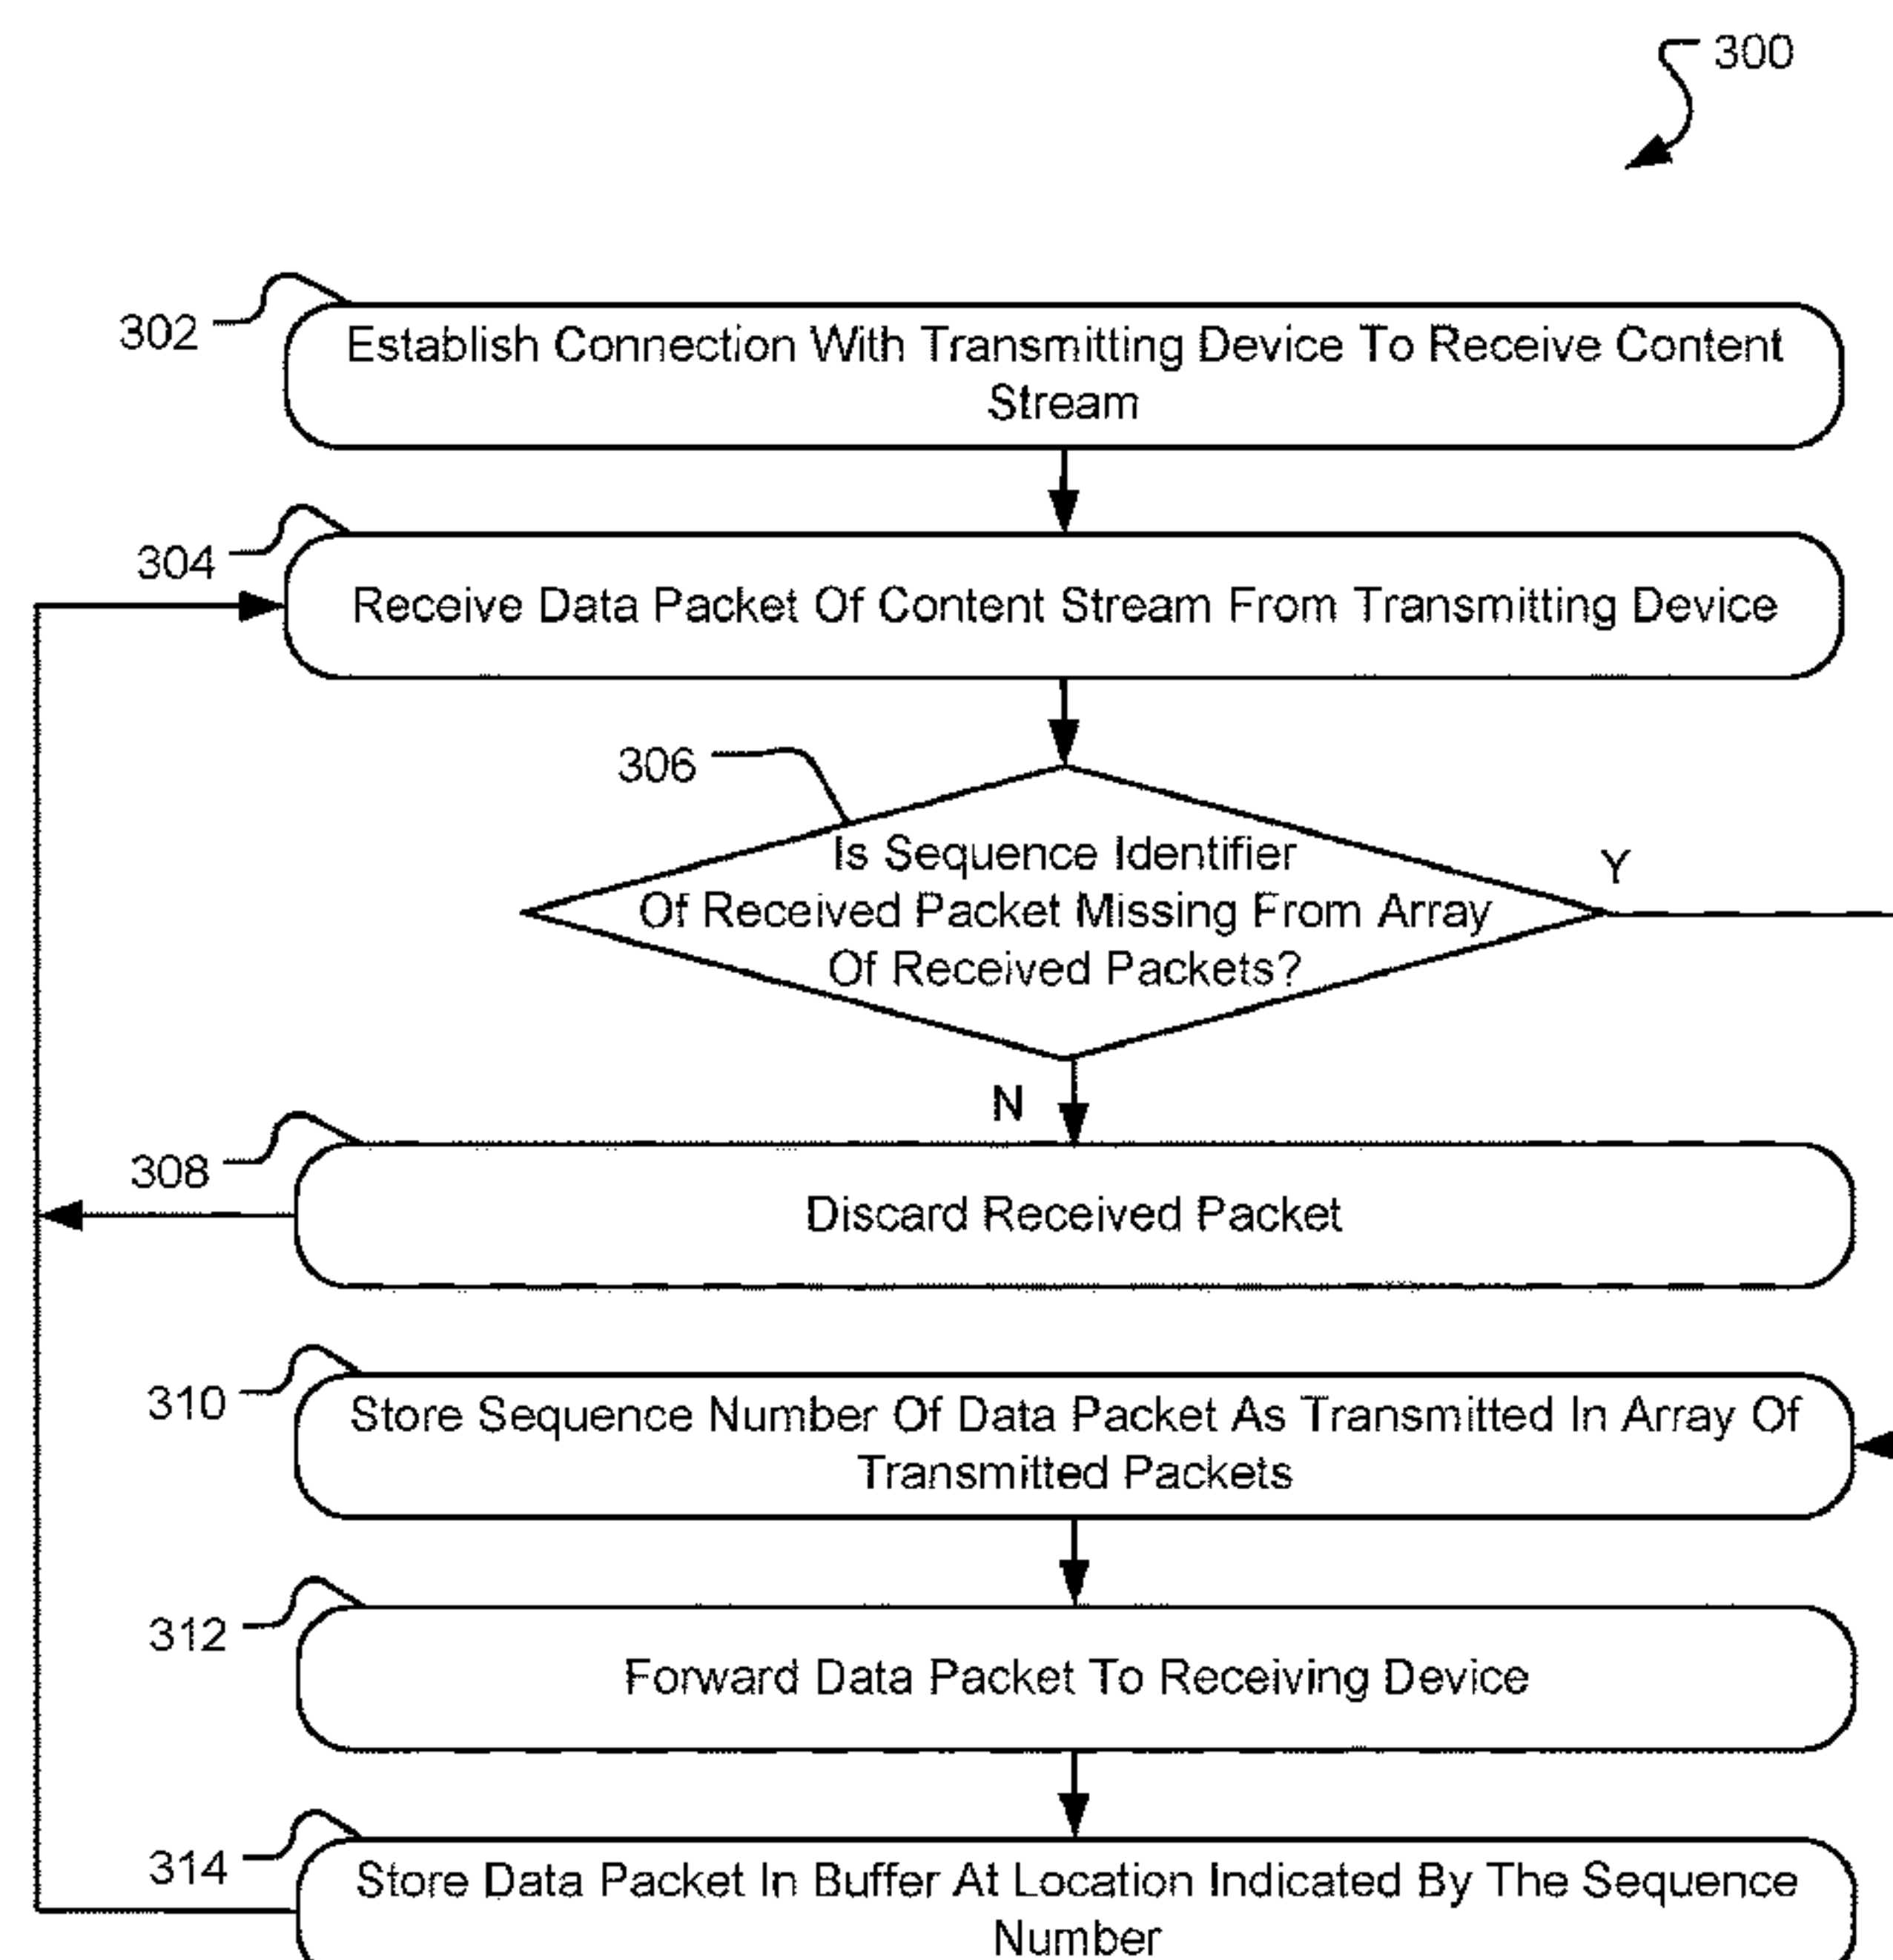 300
302
Establish Connection With Transmitting Device To Receive Content
Stream
304
Receive Data Packet Of Content Stream From Transmitting Device
306
Is Sequence Identifier
Of Received Packet Missing From Array
Of Received Packets?
Y
N
308
Discard Received Packet
310
Store Sequence Number Of Data Packet As Transmitted In Array Of
Transmitted Packets
312
Forward Data Packet To Receiving Device
314
Store Data Packet In Buffer At Location Indicated By The Sequence
Number